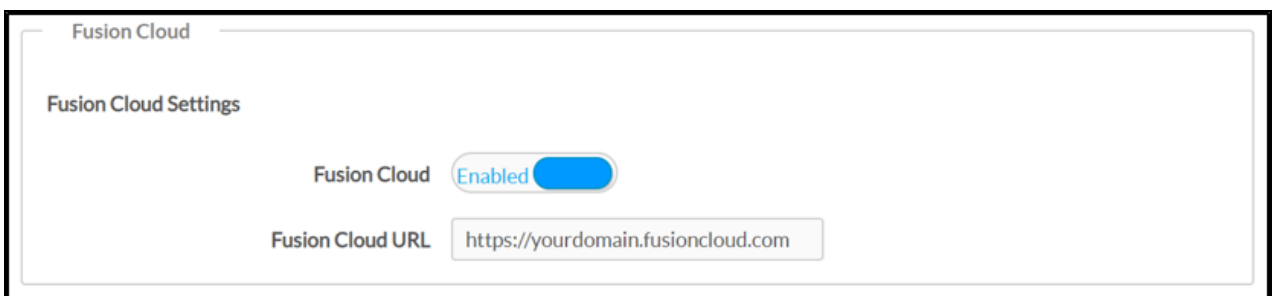 Fusion Cloud
Fusion Cloud Settings
Fusion Cloud Enabled
Fusion Cloud URL https://yourdomain.fusioncloud.com